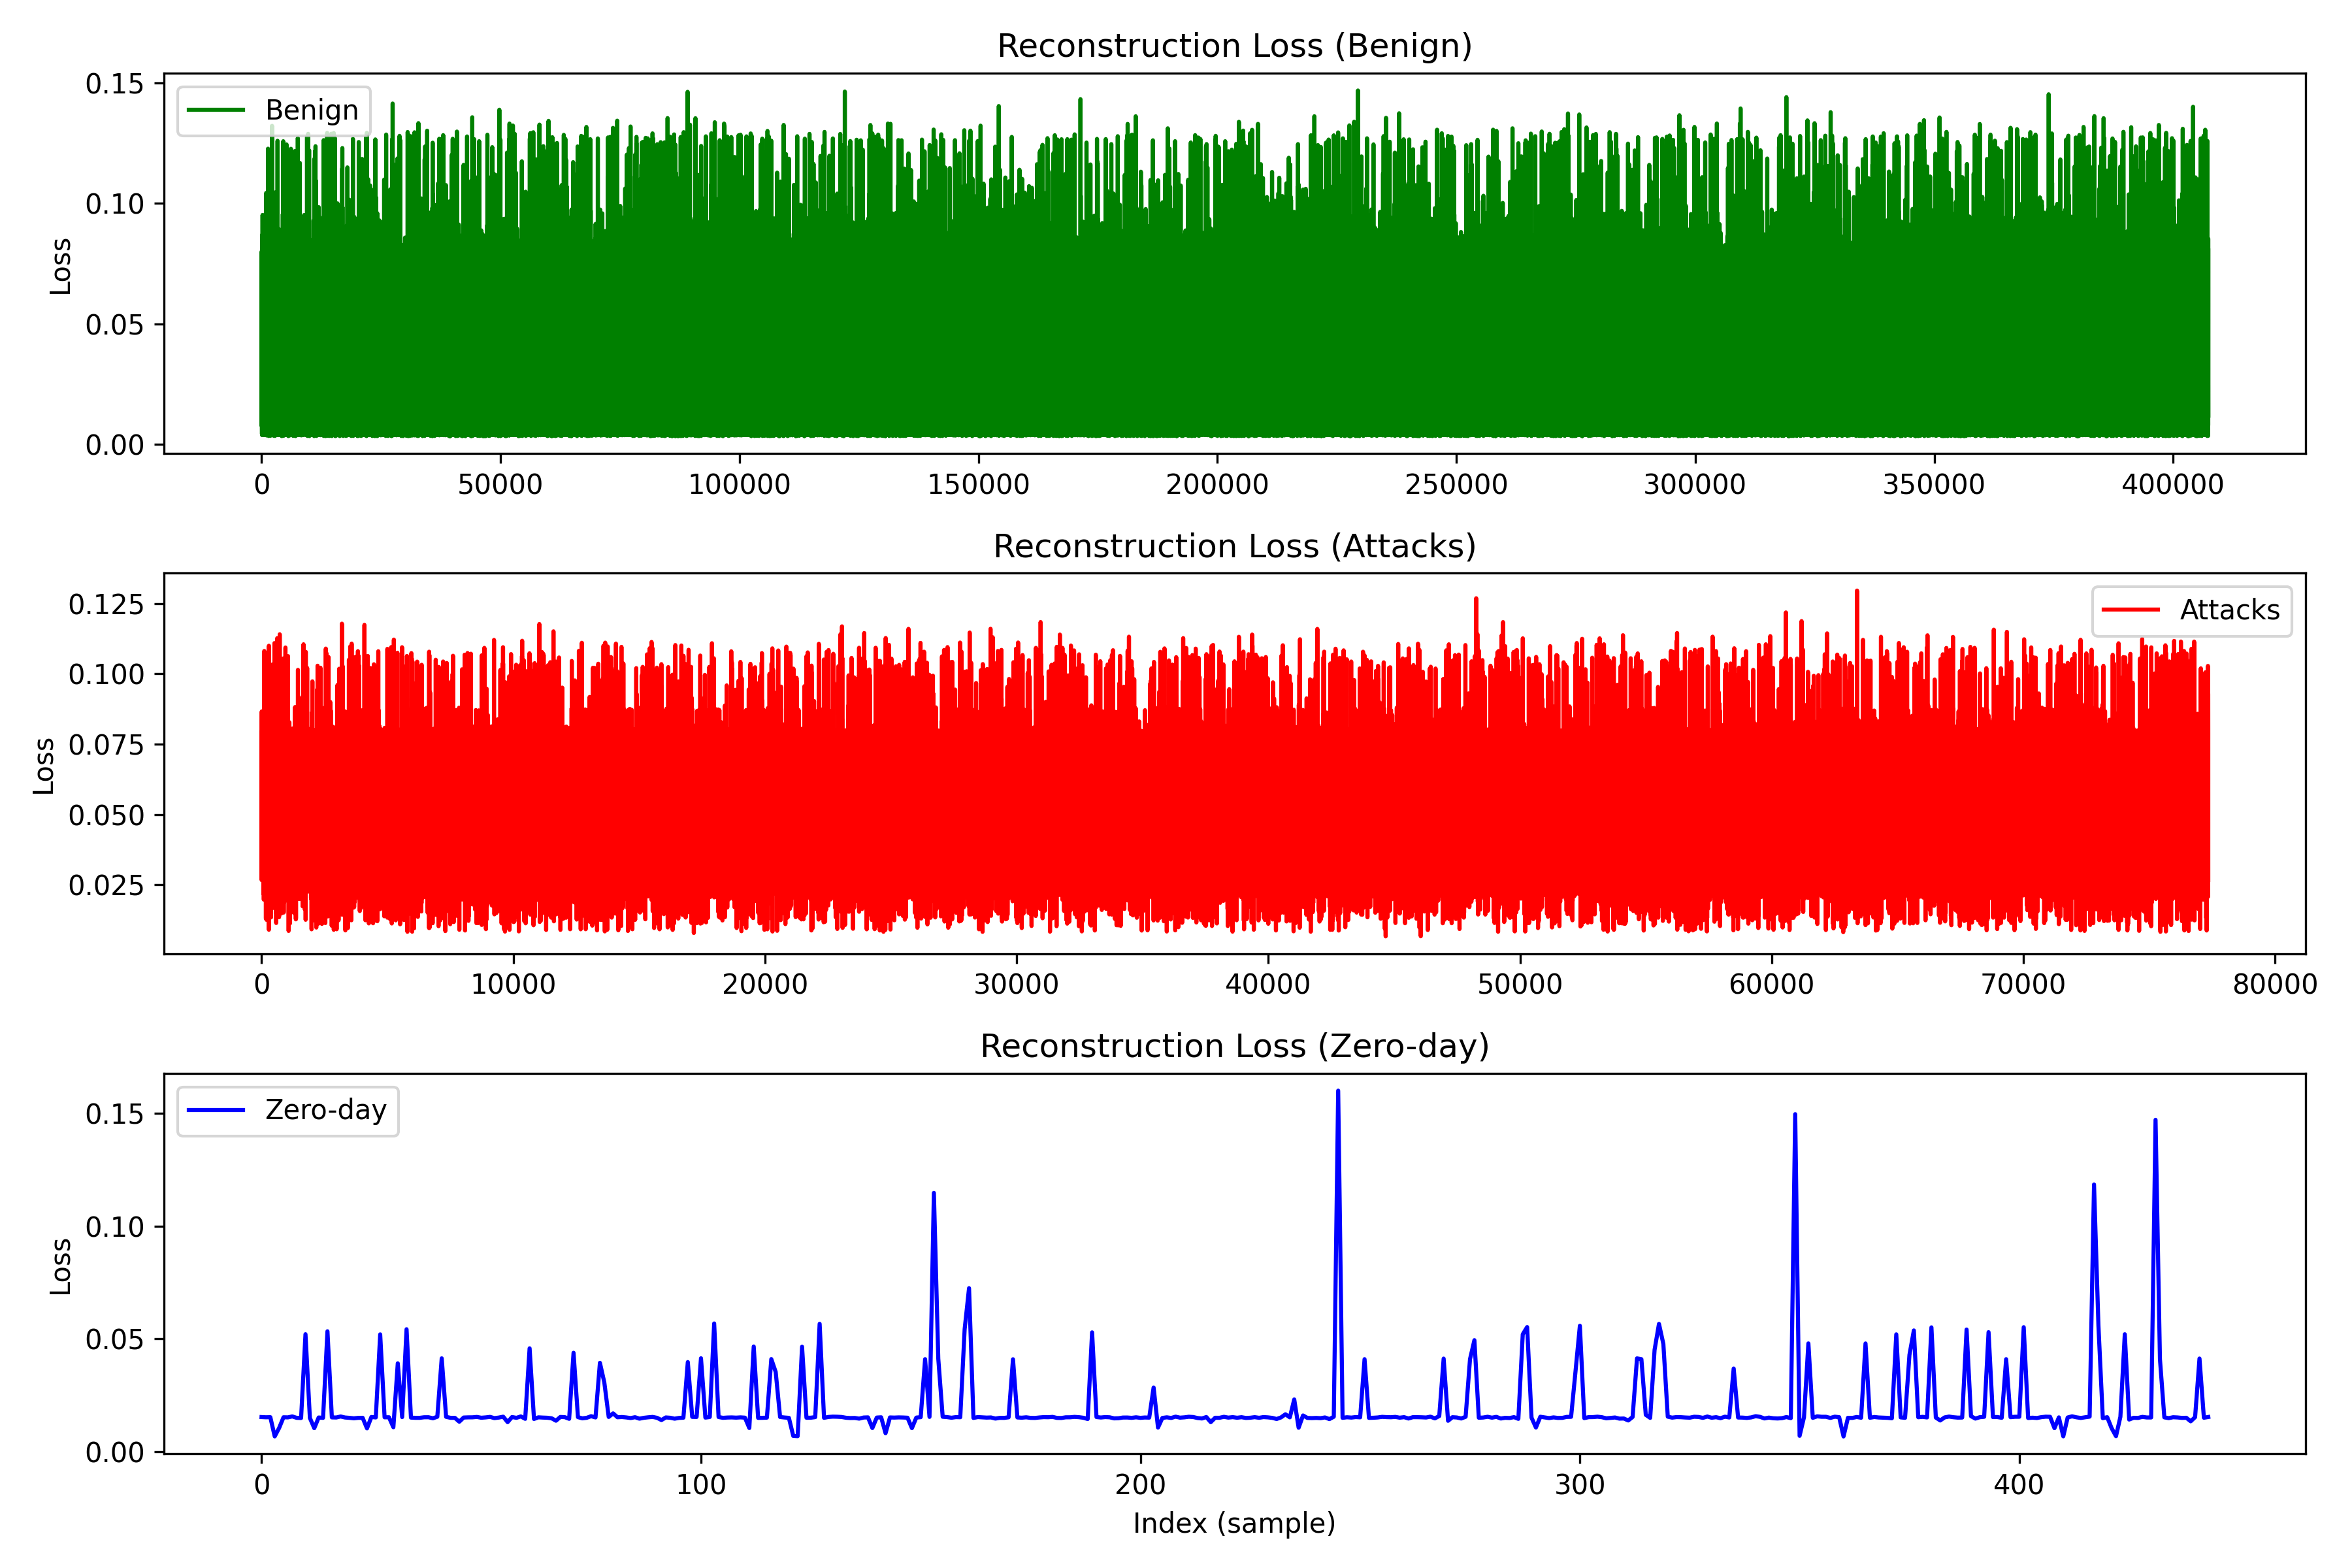 Reconstruction Loss (Benign)
Benign
Loss
0.15
0.10
0.05
0.00
0 50000 100000 150000 200000 250000 300000 350000 400000
Reconstruction Loss (Attacks)
Attacks
Loss
0.125
0.100
0.075
0.050
0.025
0 10000 20000 30000 40000 50000 60000 70000 80000
Reconstruction Loss (Zero-day)
Zero-day
Loss
0.15
0.10
0.05
0.00
0 100 200 300 400
Index (sample)